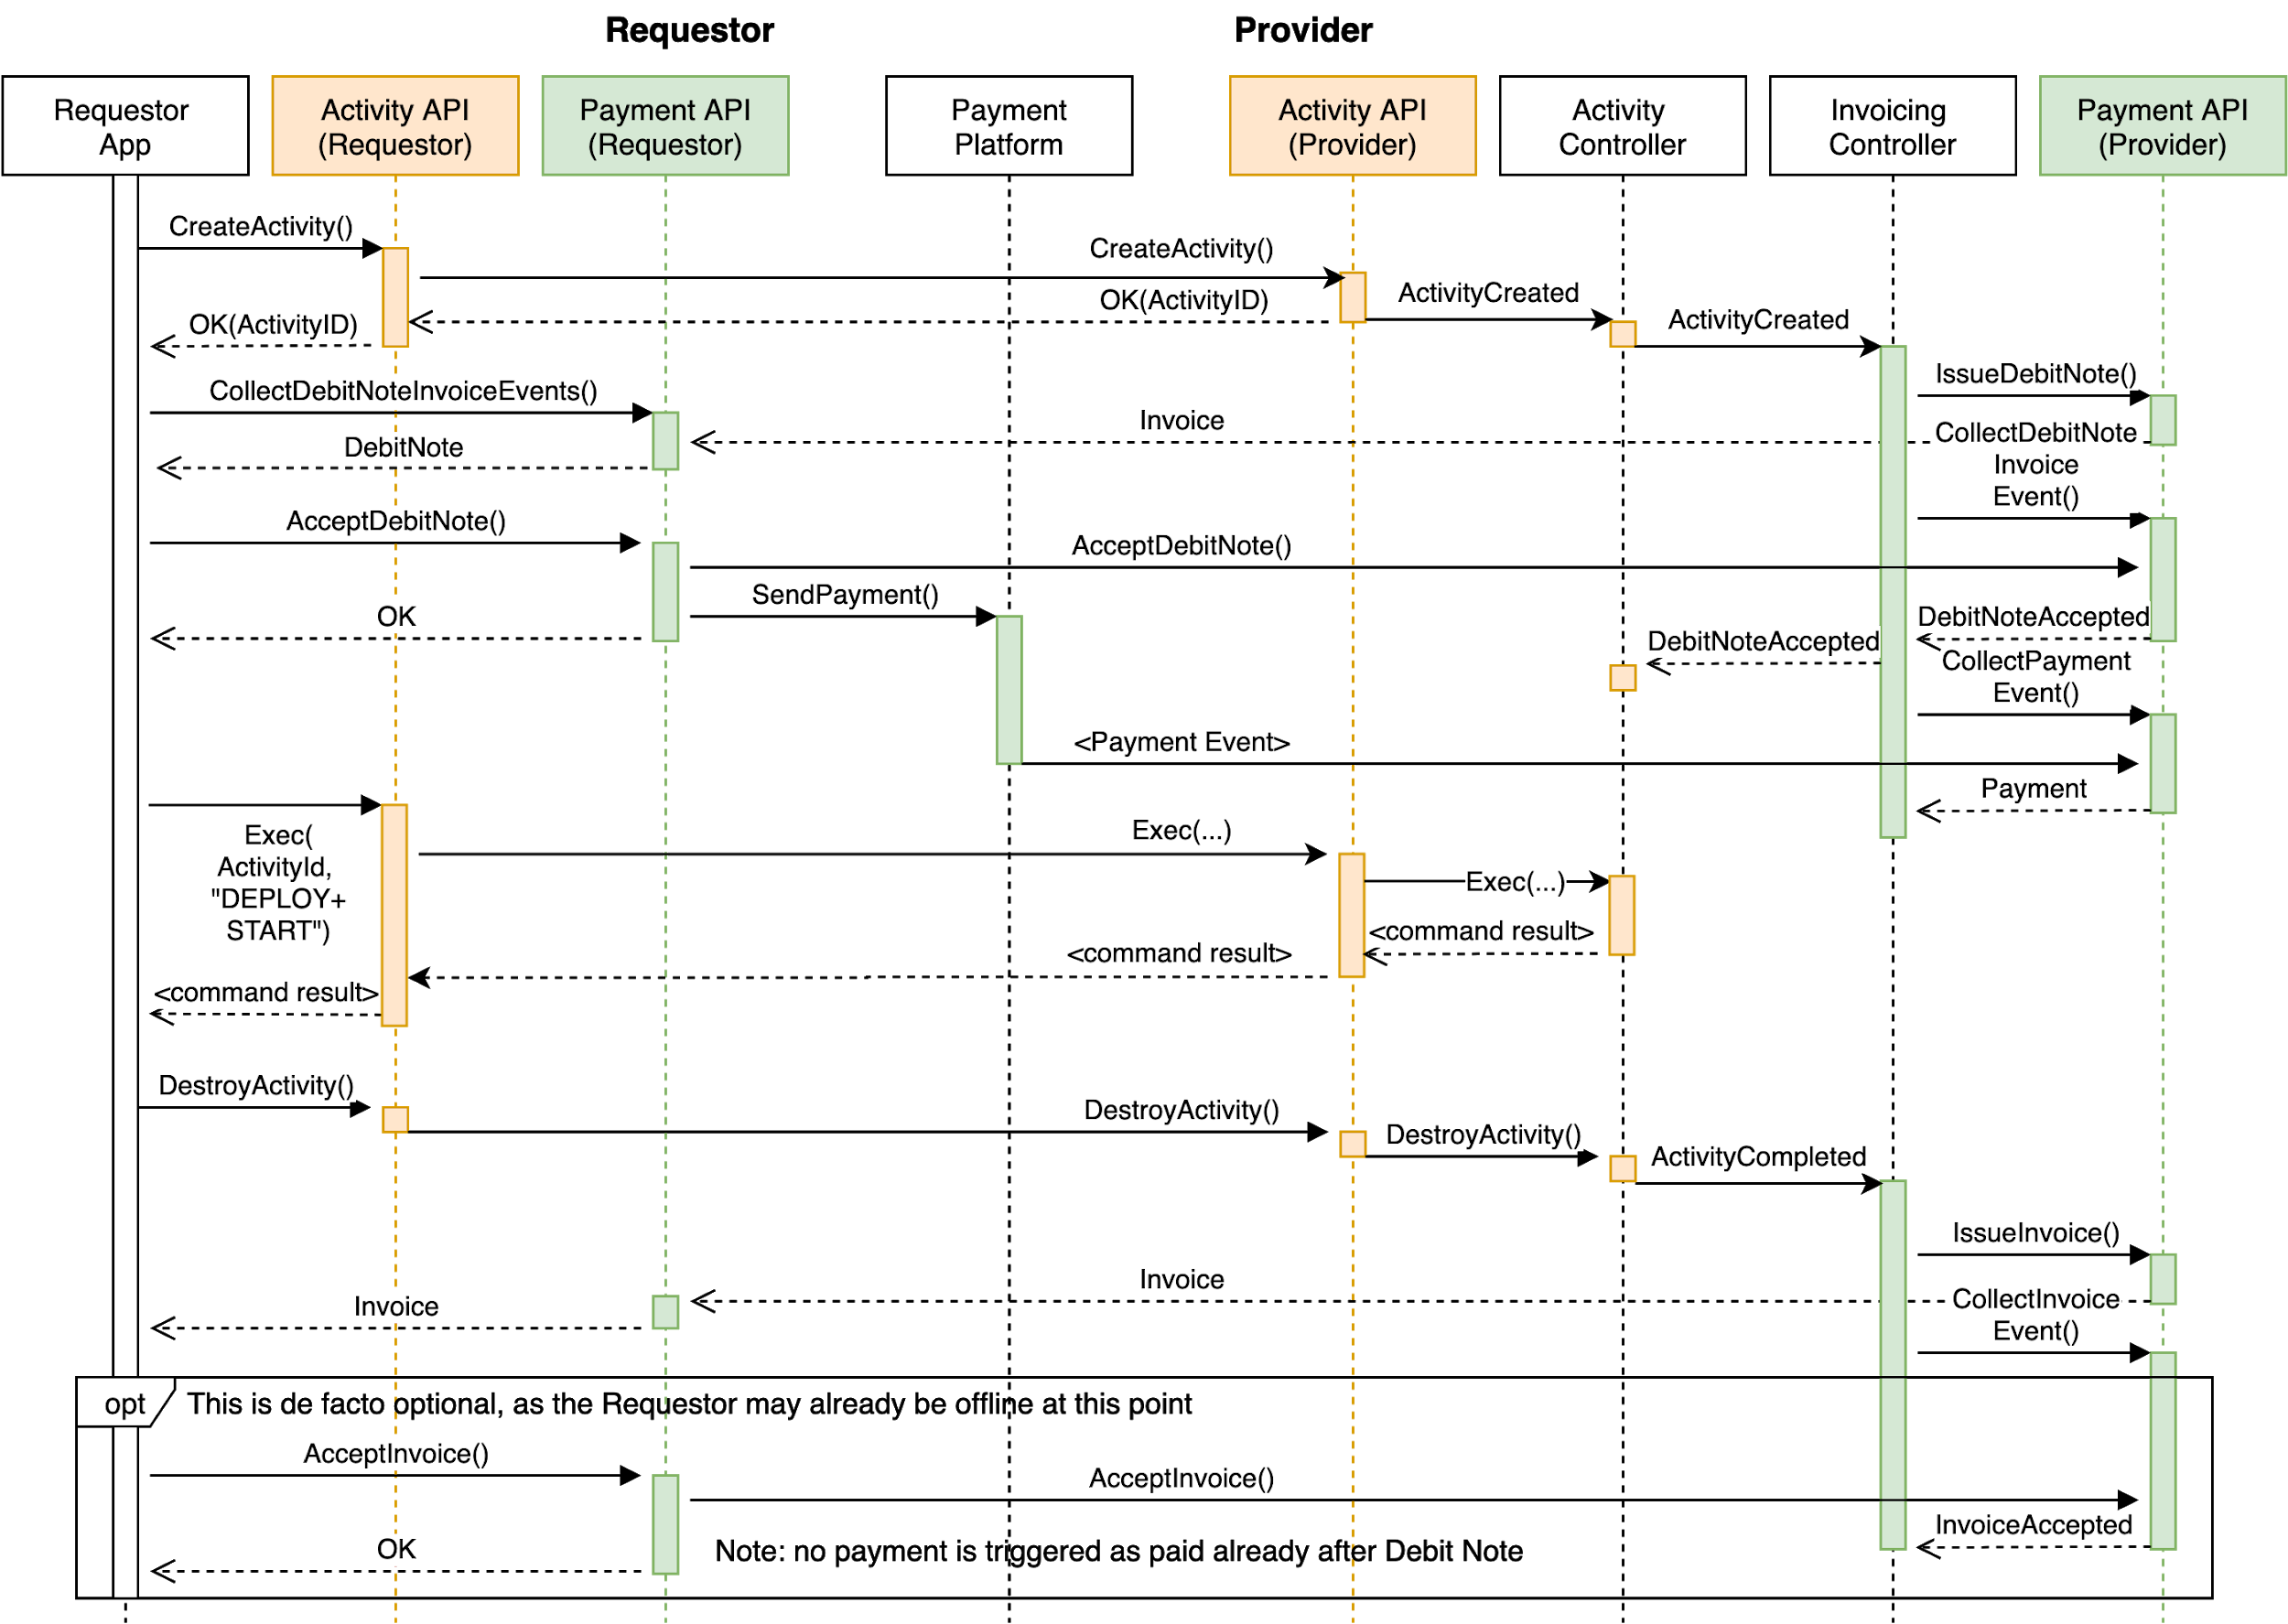 Requestor
Provider
Requestor
App
Activity API
(Requestor)
Payment API
(Requestor)
Payment
Platform
Activity API
(Provider)
Activity
Controller
Invoicing
Controller
Payment API
(Provider)
CreateActivity()
CreateActivity()
OK(ActivityID)
ActivityCreated
ActivityCreated
OK(ActivityID)
IssueDebitNote()
CollectDebitNoteInvoiceEvents()
Invoice
CollectDebitNote
Invoice
Event()
DebitNote
AcceptDebitNote()
AcceptDebitNote()
SendPayment()
OK
DebitNoteAccepted
DebitNoteAccepted
CollectPayment
Event()
<Payment Event>
Payment
Exec(
ActivityId,
"DEPLOY+
START")
Exec(...)
Exec(...)
<command result>
<command result>
<command result>
DestroyActivity()
DestroyActivity()
DestroyActivity()
ActivityCompleted
IssueInvoice()
Invoice
CollectInvoice
Event()
Invoice
opt
This is de facto optional, as the Requestor may already be offline at this point
AcceptInvoice()
AcceptInvoice()
InvoiceAccepted
OK
Note: no payment is triggered as paid already after Debit Note